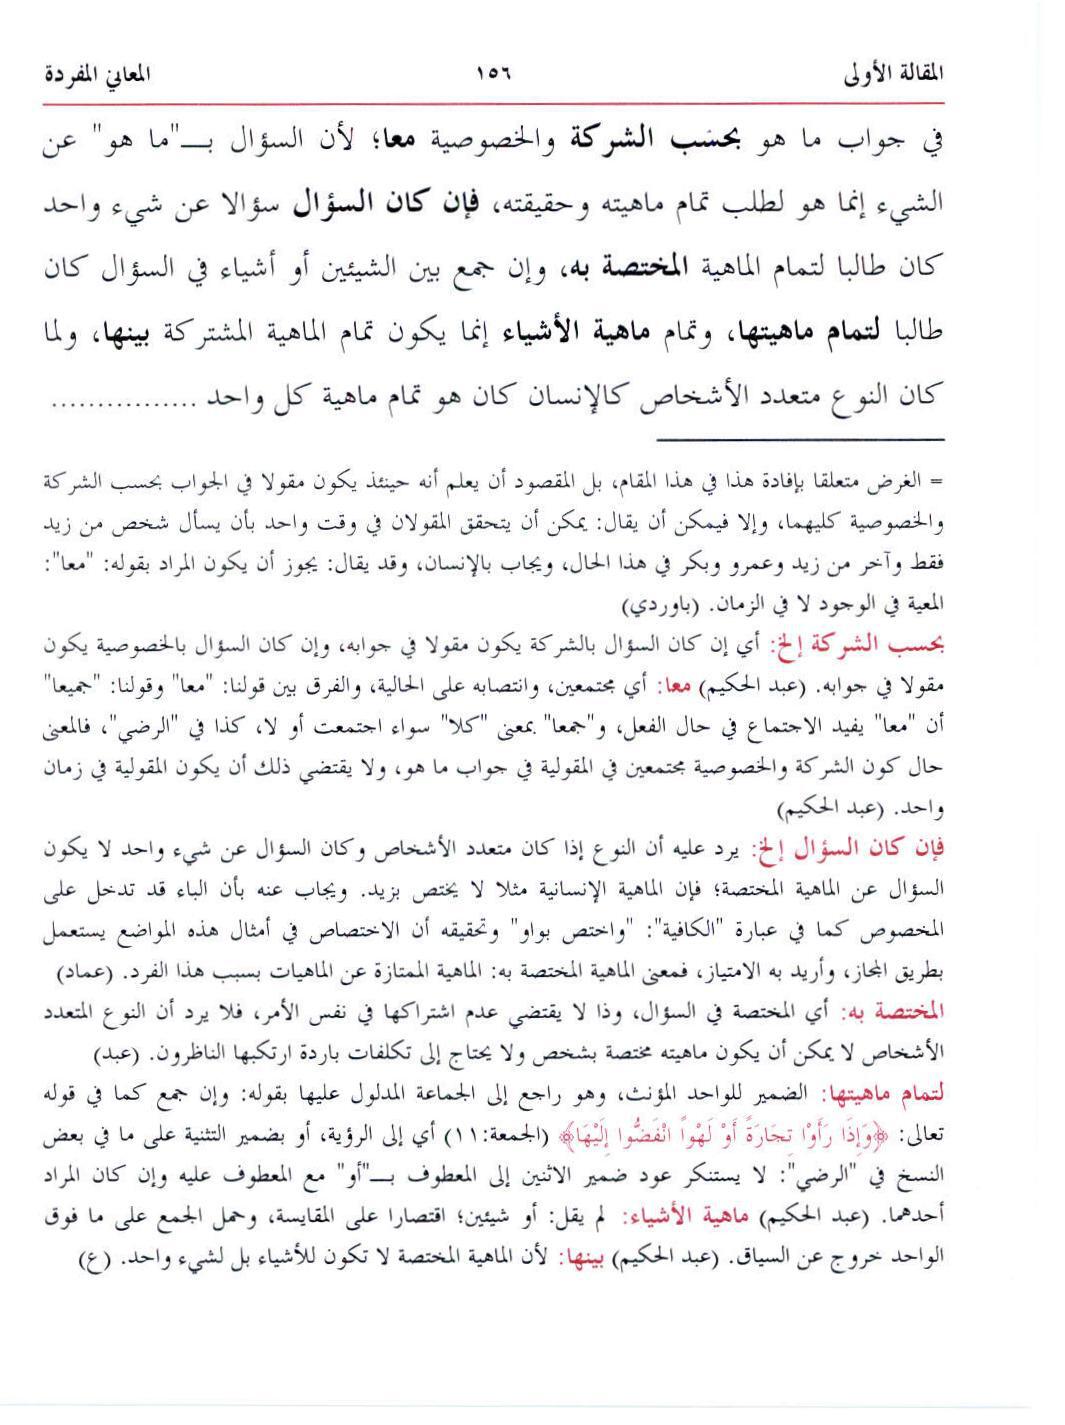 المقالة الأولى ١٥٦ المعاني المفردة
في جواب ما هو بحسَب الشركة والخصوصية معا؛ لأن السؤال بــ"ما هو" عن
الشيء إنما هو لطلب تمام ماهيته وحقيقته، فإن كان السؤال سؤالا عن شيء واحد
كان طالبا لتمام الماهية المختصة به، وإن جمع بين الشيئين أو أشياء في السؤال كان
طالبا لتمام ماهيتها، وتمام ماهية الأشياء إنما يكون تمام الماهية المشتركة بينها، ولما
كان النوع متعدد الأشخاص كالإنسان كان هو تمام ماهية كل واحد ................
= الغرض متعلقا بإفادة هذا في هذا المقام، بل المقصود أن يعلم أنه حينئذ يكون مقولا في الجواب بحسب الشركة
والخصوصية كليهما، وإلا فيمكن أن يقال: يمكن أن يتحقق المقولان في وقت واحد بأن يسأل شخص من زيد
فقط وآخر من زيد وعمرو وبكر في هذا الحال، ويجاب بالإنسان، وقد يقال: يجوز أن يكون المراد بقوله: "معا":
المعية في الوجود لا في الزمان. (باوردي)
بحسب الشركة إلخ: أي إن كان السؤال بالشركة يكون مقولا في جوابه، وإن كان السؤال بالخصوصية يكون
مقولا في جوابه. (عبد الحكيم) معا: أي مجتمعين، وانتصابه على الحالية، والفرق بين قولنا: "معا" وقولنا: "جميعا"
أن "معا" يفيد الاجتماع في حال الفعل، و"جمعا" بمعنى "كلا" سواء اجتمعت أو لا، كذا في "الرضي"، فالمعنى
حال كون الشركة والخصوصية مجتمعين في المقولية في جواب ما هو، ولا يقتضي ذلك أن يكون المقولية في زمان
واحد. (عبد الحكيم)
فإن كان السؤال إلخ: يرد عليه أن النوع إذا كان متعدد الأشخاص وكان السؤال عن شيء واحد لا يكون
السؤال عن الماهية المختصة؛ فإن الماهية الإنسانية مثلا لا يختص بزيد. ويجاب عنه بأن الباء قد تدخل على
المخصوص كما في عبارة "الكافية": "واختص بواو" وتحقيقه أن الاختصاص في أمثال هذه المواضع يستعمل
بطريق المجاز، وأريد به الامتياز، فمعنى الماهية المختصة به: الماهية الممتازة عن الماهيات بسبب هذا الفرد. (عماد)
المختصة به: أي المختصة في السؤال، وذا لا يقتضي عدم اشتراكها في نفس الأمر، فلا يرد أن النوع المتعدد
الأشخاص لا يمكن أن يكون ماهيته مختصة بشخص ولا يحتاج إلى تكلفات باردة ارتكبها الناظرون. (عبد)
لتمام ماهيتها: الضمير للواحد المؤنث، وهو راجع إلى الجماعة المدلول عليها بقوله: وإن جمع كما في قوله
تعالى: ﴿وَإِذَا رَأَوْا تِجَارَةً أَوْ لَهْواً انْفَضُّوا إِلَيْهَا﴾ (الجمعة:١١) أي إلى الرؤية، أو بضمير التثنية على ما في بعض
النسخ في "الرضي": لا يستنكر عود ضمير الاثنين إلى المعطوف بــ"أو" مع المعطوف عليه وإن كان المراد
أحدهما. (عبد الحكيم) ماهية الأشياء: لم يقل: أو شيئين؛ اقتصارا على المقايسة، وحمل الجمع على ما فوق
الواحد خروج عن السياق. (عبد الحكيم) بينها: لأن الماهية المختصة لا تكون للأشياء بل لشيء واحد. (ع)